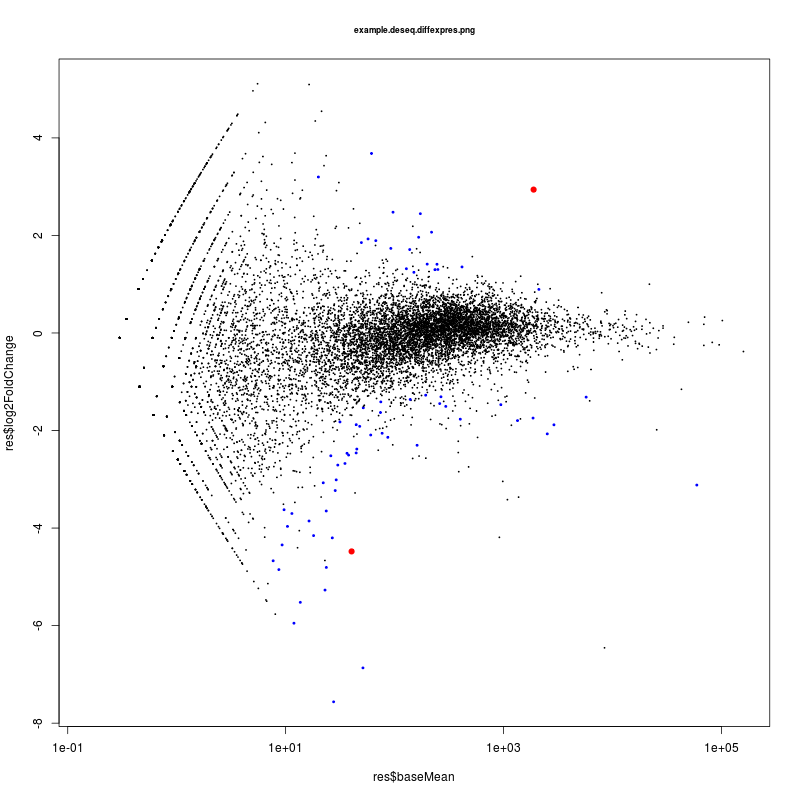 example.deseq.diffexpres.png
res$log2FoldChange
4
2
0
-2
-4
-6
-8
1e-01
1e+01
1e+03
1e+05
res$baseMean